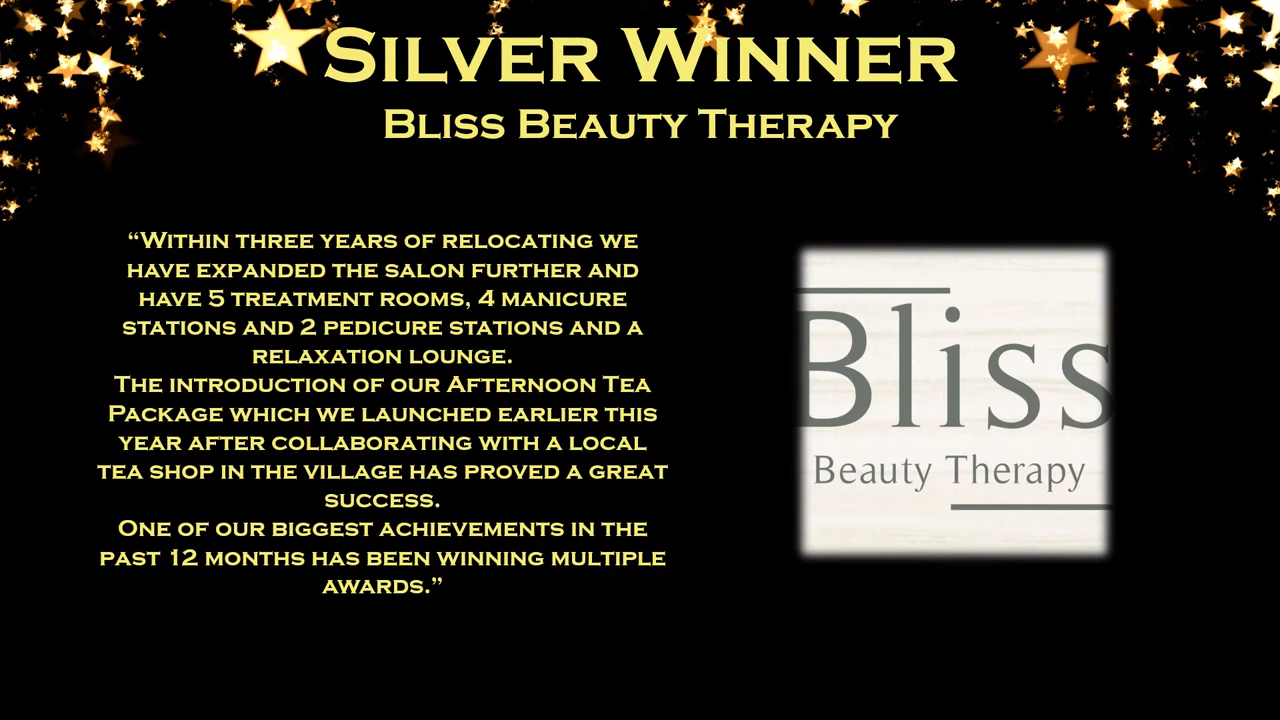 Silver Winner
Bliss Beauty Therapy
“Within three years of relocating we
have expanded the salon further and
have 5 treatment rooms, 4 manicure
stations and 2 pedicure stations and a
relaxation lounge.
The introduction of our Afternoon Tea
Package which we launched earlier this
year after collaborating with a local
tea shop in the village has proved a great
success.
One of our biggest achievements in the
past 12 months has been winning multiple
awards.”
Bliss
Beauty Therapy